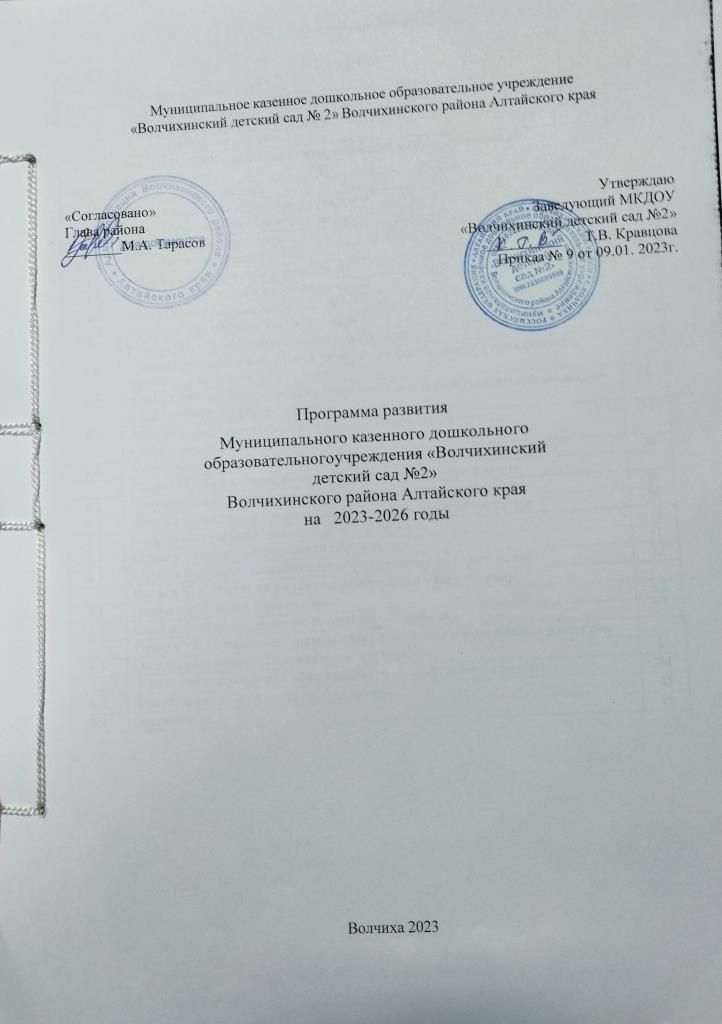 Муниципальное казенное дошкольное образовательное учреждение
«Волчихинский детский сад № 2» Волчихинского района Алтайского края
«Согласовано»
Глава района
М.А. Тарасов
Утверждаю
Заведующий МКДОУ
«Волчихинский детский сад №2»
Т.В. Кравцова
Приказ № 9 от 09.01. 2023г.
Программа развития
Муниципального казенного дошкольного
образовательногоучреждения «Волчихинский
детский сад №2»
Волчихинского района Алтайского края
на 2023-2026 годы
Волчиха 2023